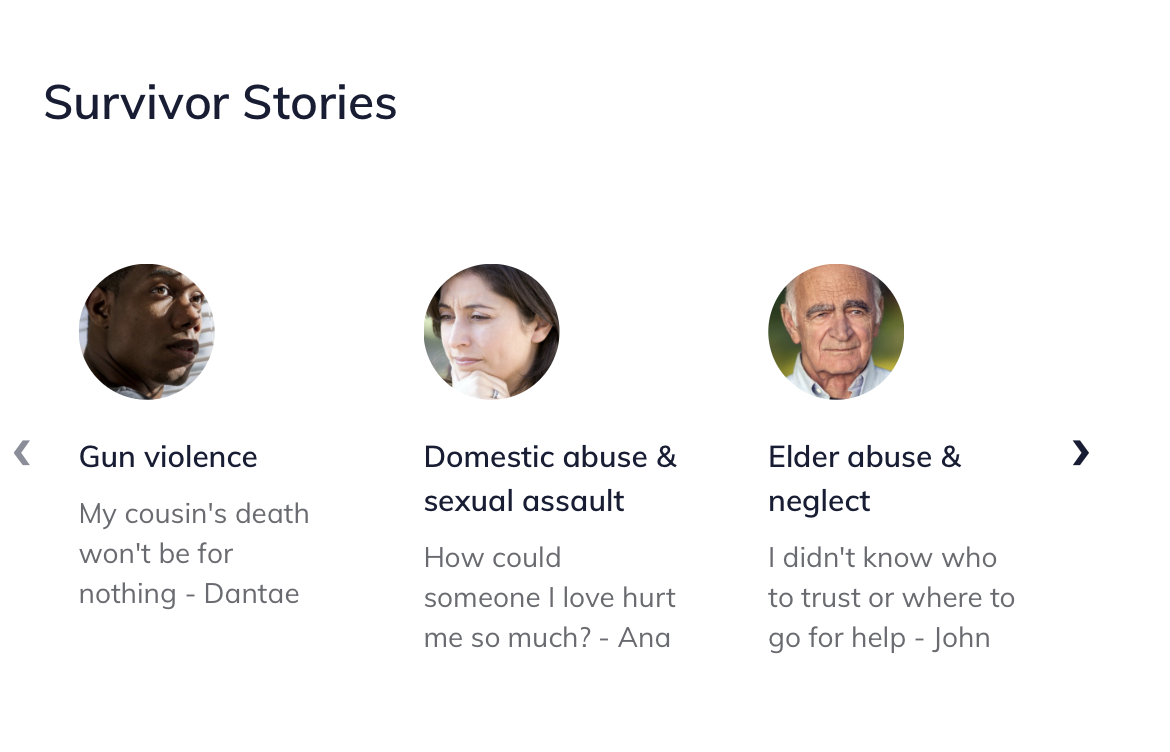 Survivor Stories
Gun violence
My cousin's death
won't be for
nothing - Dantae
Domestic abuse &
sexual assault
How could
someone I love hurt
me so much? - Ana
Elder abuse &
neglect
I didn't know who
to trust or where to
go for help - John